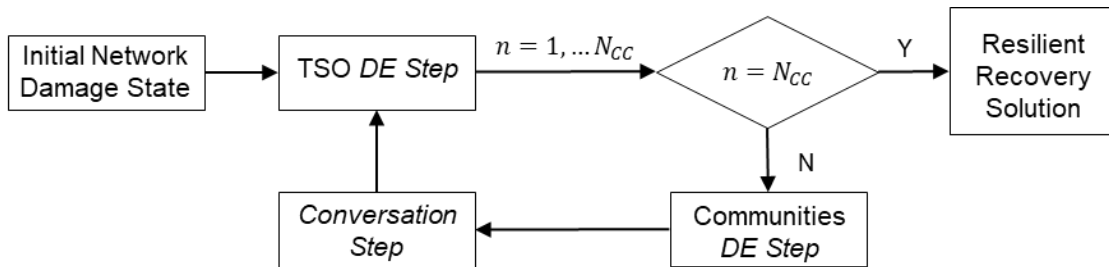 Initial Network
Damage State
TSO DE Step
n = 1, … N_CC
n = N_CC
Y
Resilient
Recovery
Solution
N
Conversation
Step
Communities
DE Step